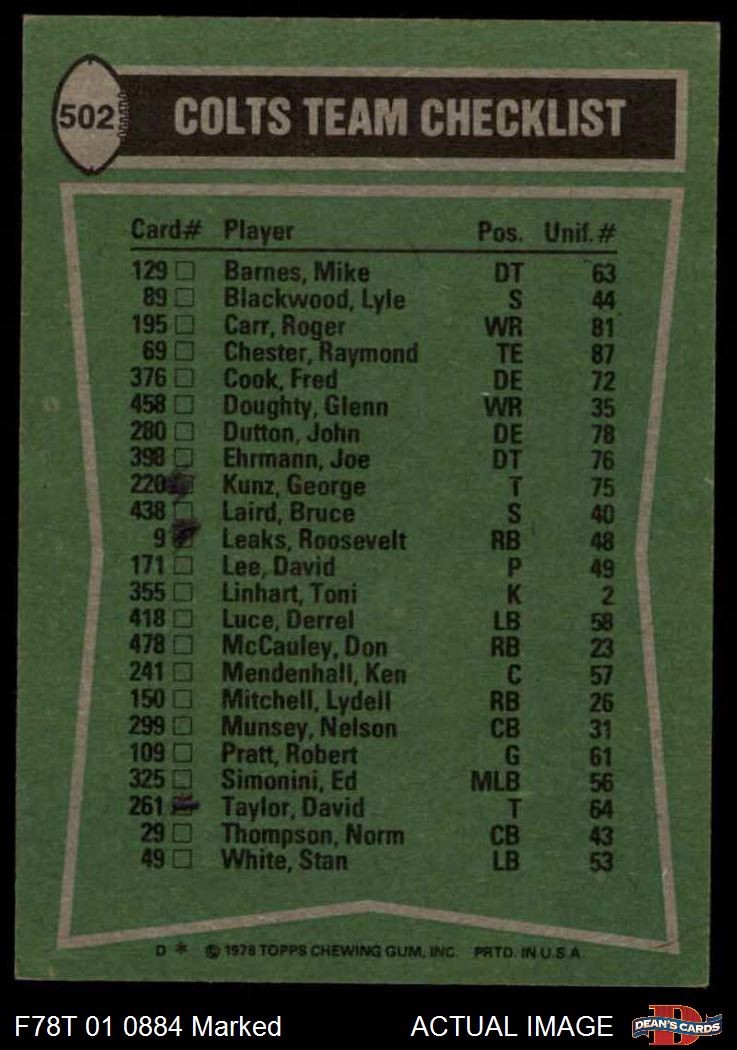 502 COLTS TEAM CHECKLIST
Card# Player Pos. Unif.#
129 Barnes, Mike DT 63
89 Blackwood, Lyle S 44
195 Carr, Roger WR 81
69 Chester, Raymond TE 87
376 Cook, Fred DE 72
458 Doughty, Glenn WR 35
280 Dutton, John DE 78
398 Ehrmann, Joe DT 76
220 Kunz, George T 75
438 Laird, Bruce S 40
9 Leaks, Roosevelt RB 48
171 Lee, David P 49
355 Linhart, Toni K 2
418 Luce, Derrel LB 58
478 McCauley, Don RB 23
241 Mendenhall, Ken C 57
150 Mitchell, Lydell RB 26
299 Munsey, Nelson CB 31
109 Pratt, Robert G 61
325 Simonini, Ed MLB 56
261 Taylor, David T 64
29 Thompson, Norm CB 43
49 White, Stan LB 53
D * © 1978 TOPPS CHEWING GUM, INC. PRTD. IN U.S.A.
F78T 01 0884 Marked ACTUAL IMAGE DEAN'S CARDS